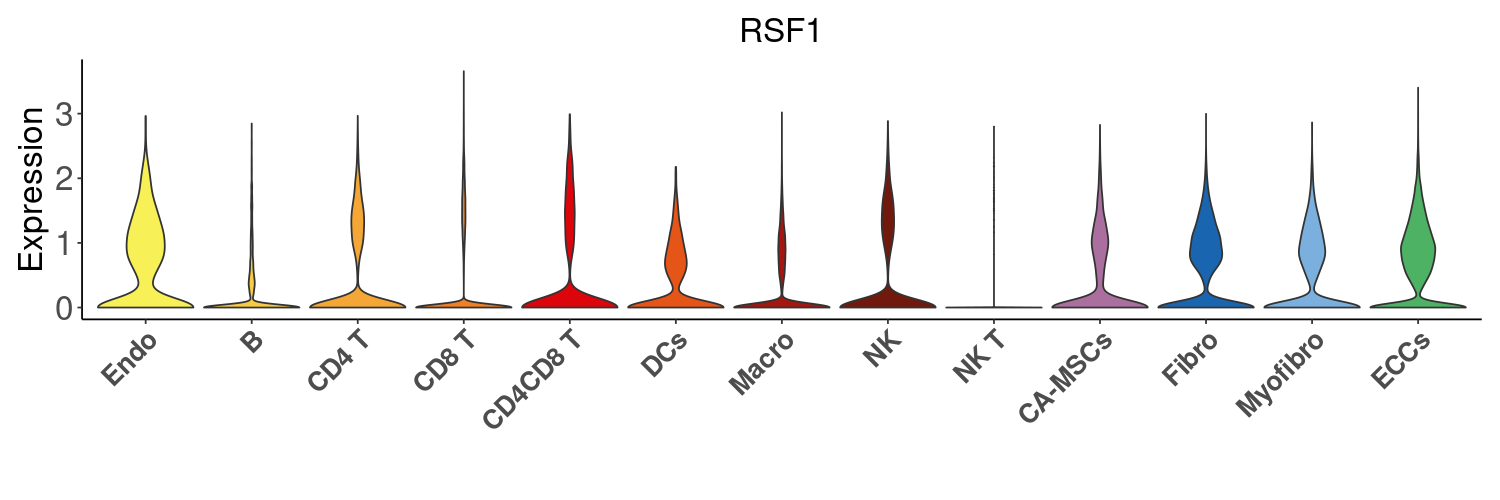 RSF1
Expression
3
2
1
0
Endo
B
CD4 T
CD8 T
CD4CD8 T
DCs
Macro
NK
NK T
CA-MSCs
Fibro
Myofibro
ECCs